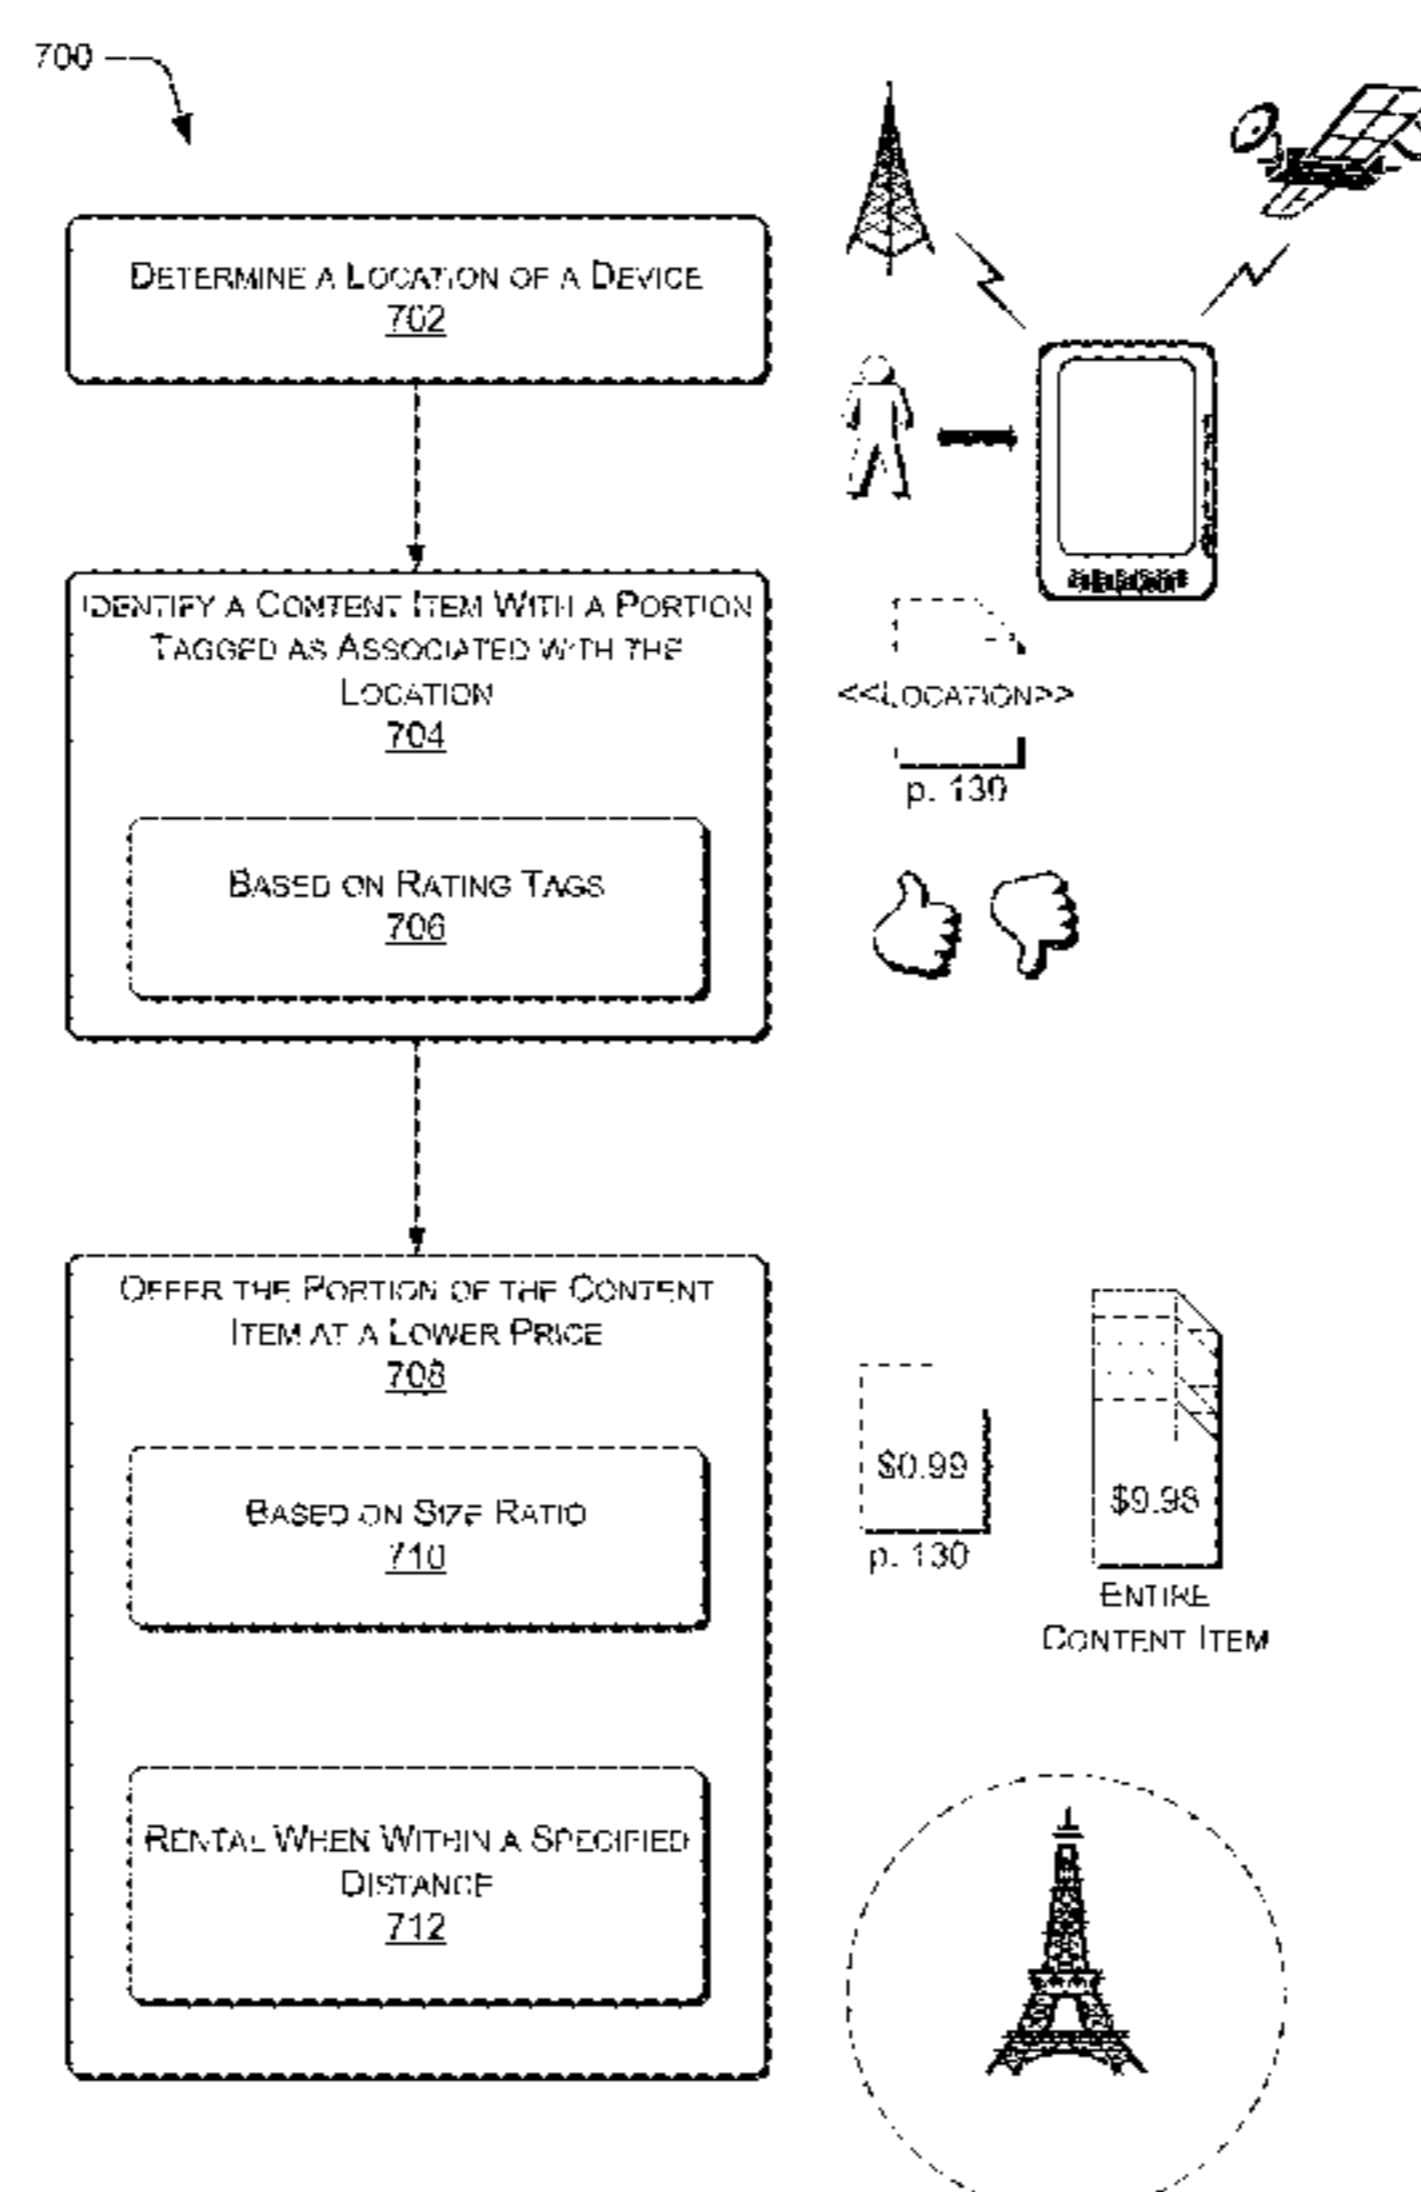 700
DETERMINE A LOCATION OF A DEVICE
702
IDENTIFY A CONTENT ITEM WITH A PORTION
TAGGED AS ASSOCIATED WITH THE
LOCATION
704
<<LOCATION>>
p. 130
BASED ON RATING TAGS
706
OFFER THE PORTION OF THE CONTENT
ITEM AT A LOWER PRICE
708
BASED ON SIZE RATIO
710
$0.99
p. 130
$9.98
ENTIRE
CONTENT ITEM
RENTAL WHEN WITHIN A SPECIFIED
DISTANCE
712